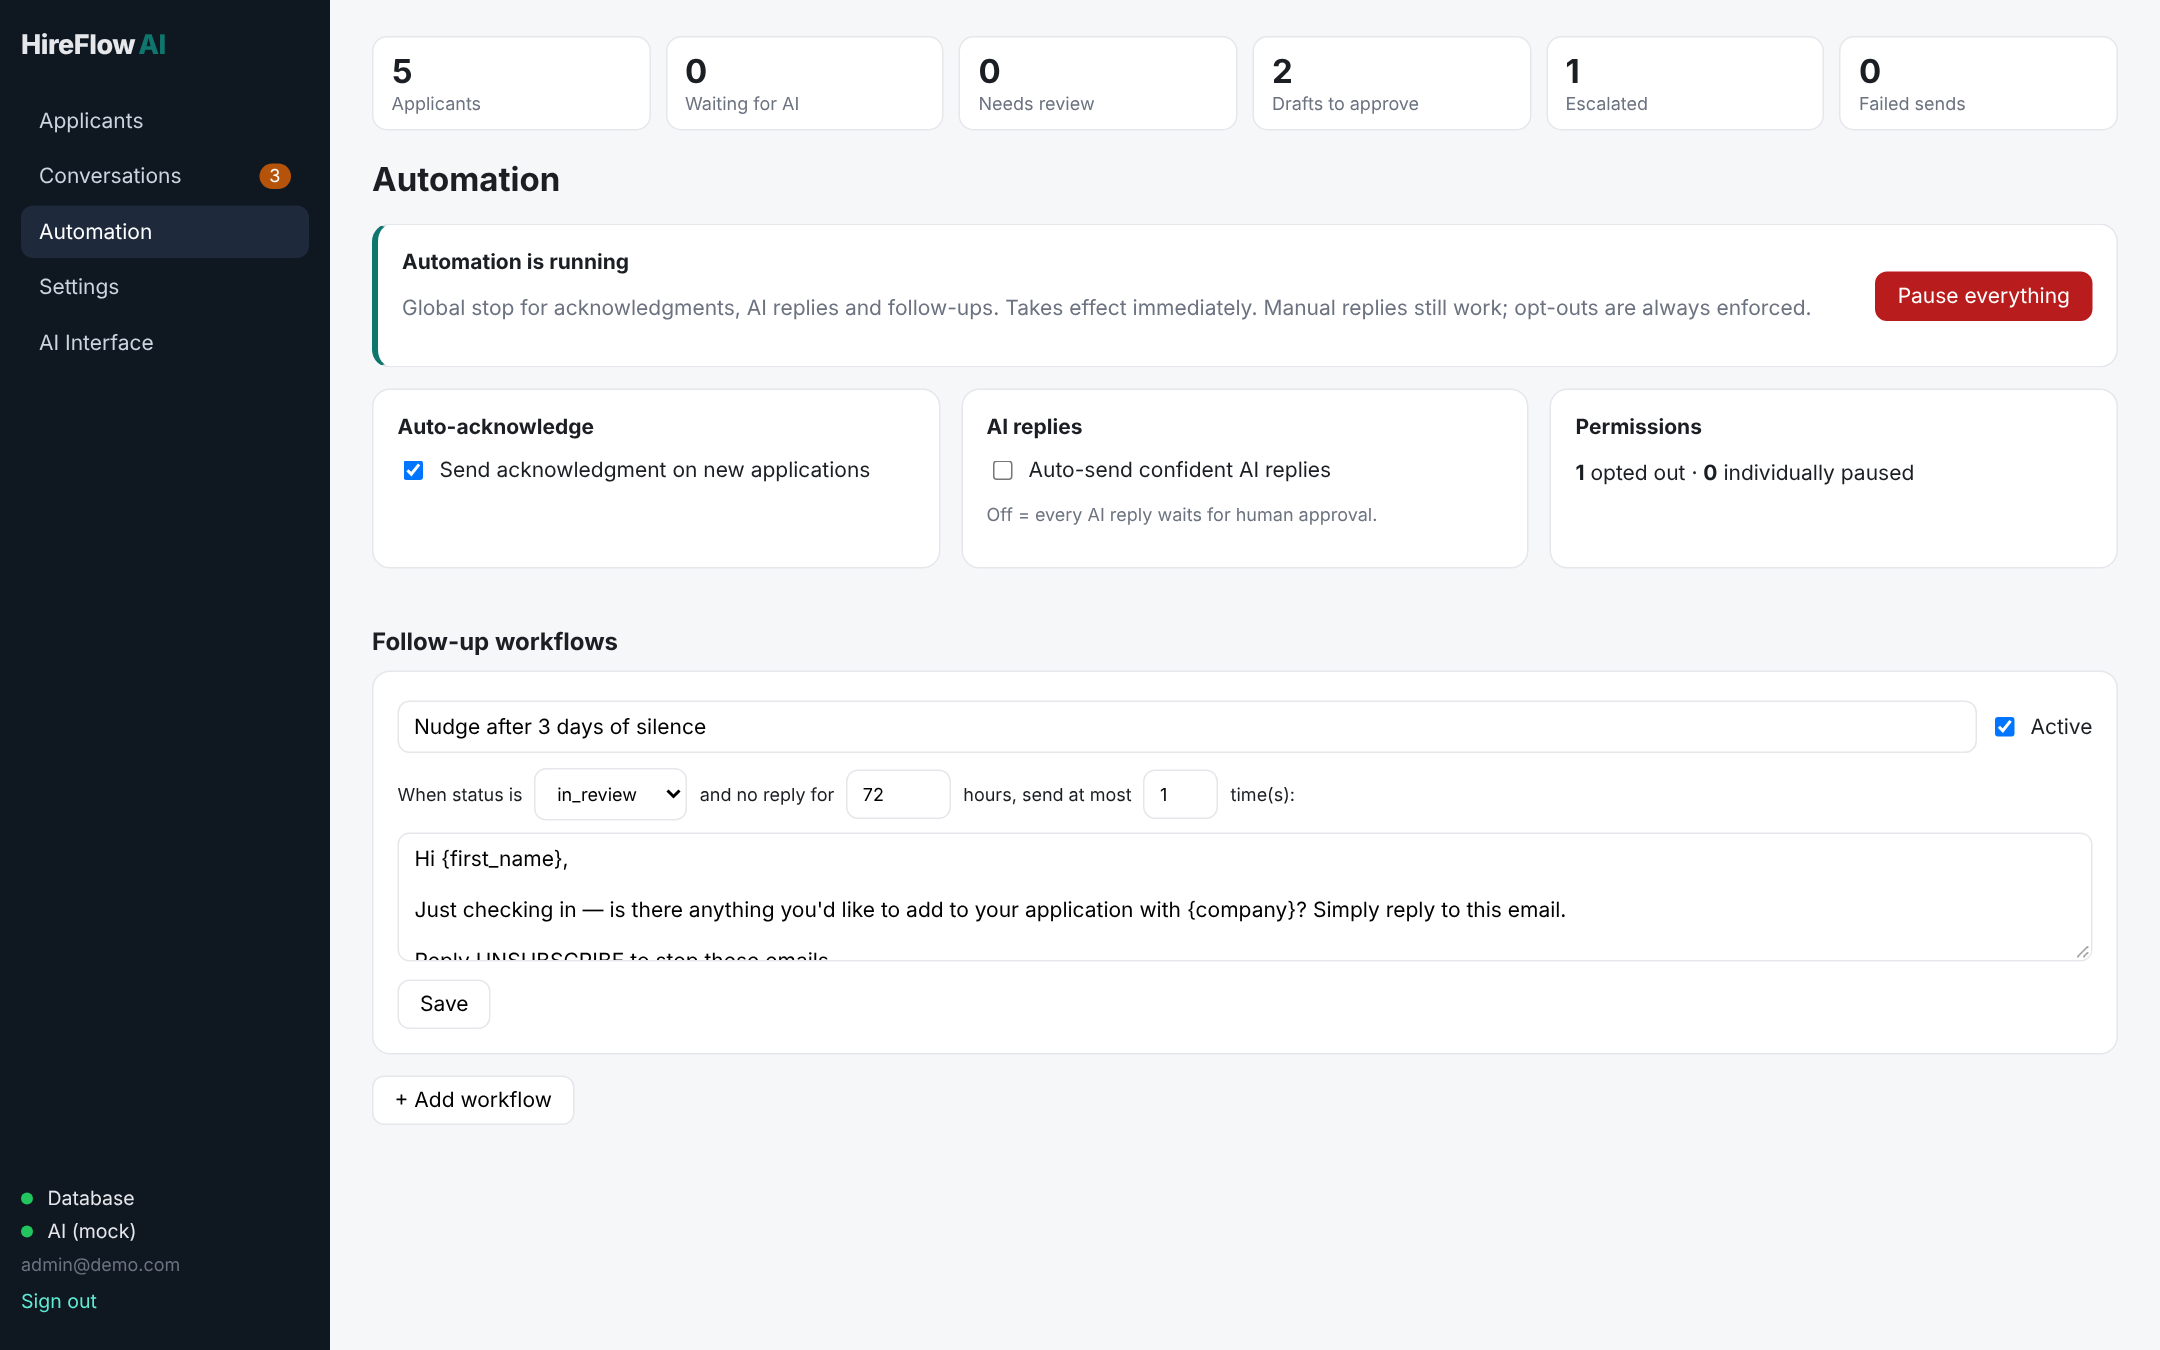 HireFlow AI
Applicants
Conversations 3
Automation
Settings
AI Interface
Database
AI (mock)
admin@demo.com
Sign out
5
Applicants
0
Waiting for AI
0
Needs review
2
Drafts to approve
1
Escalated
0
Failed sends
Automation
Automation is running
Global stop for acknowledgments, AI replies and follow-ups. Takes effect immediately. Manual replies still work; opt-outs are always enforced.
Pause everything
Auto-acknowledge
Send acknowledgment on new applications
AI replies
Auto-send confident AI replies
Off = every AI reply waits for human approval.
Permissions
1 opted out · 0 individually paused
Follow-up workflows
Nudge after 3 days of silence
Active
When status is in_review and no reply for 72 hours, send at most 1 time(s):
Hi {first_name},
Just checking in — is there anything you'd like to add to your application with {company}? Simply reply to this email.
Reply UNSUBSCRIBE to stop these emails
Save
+ Add workflow